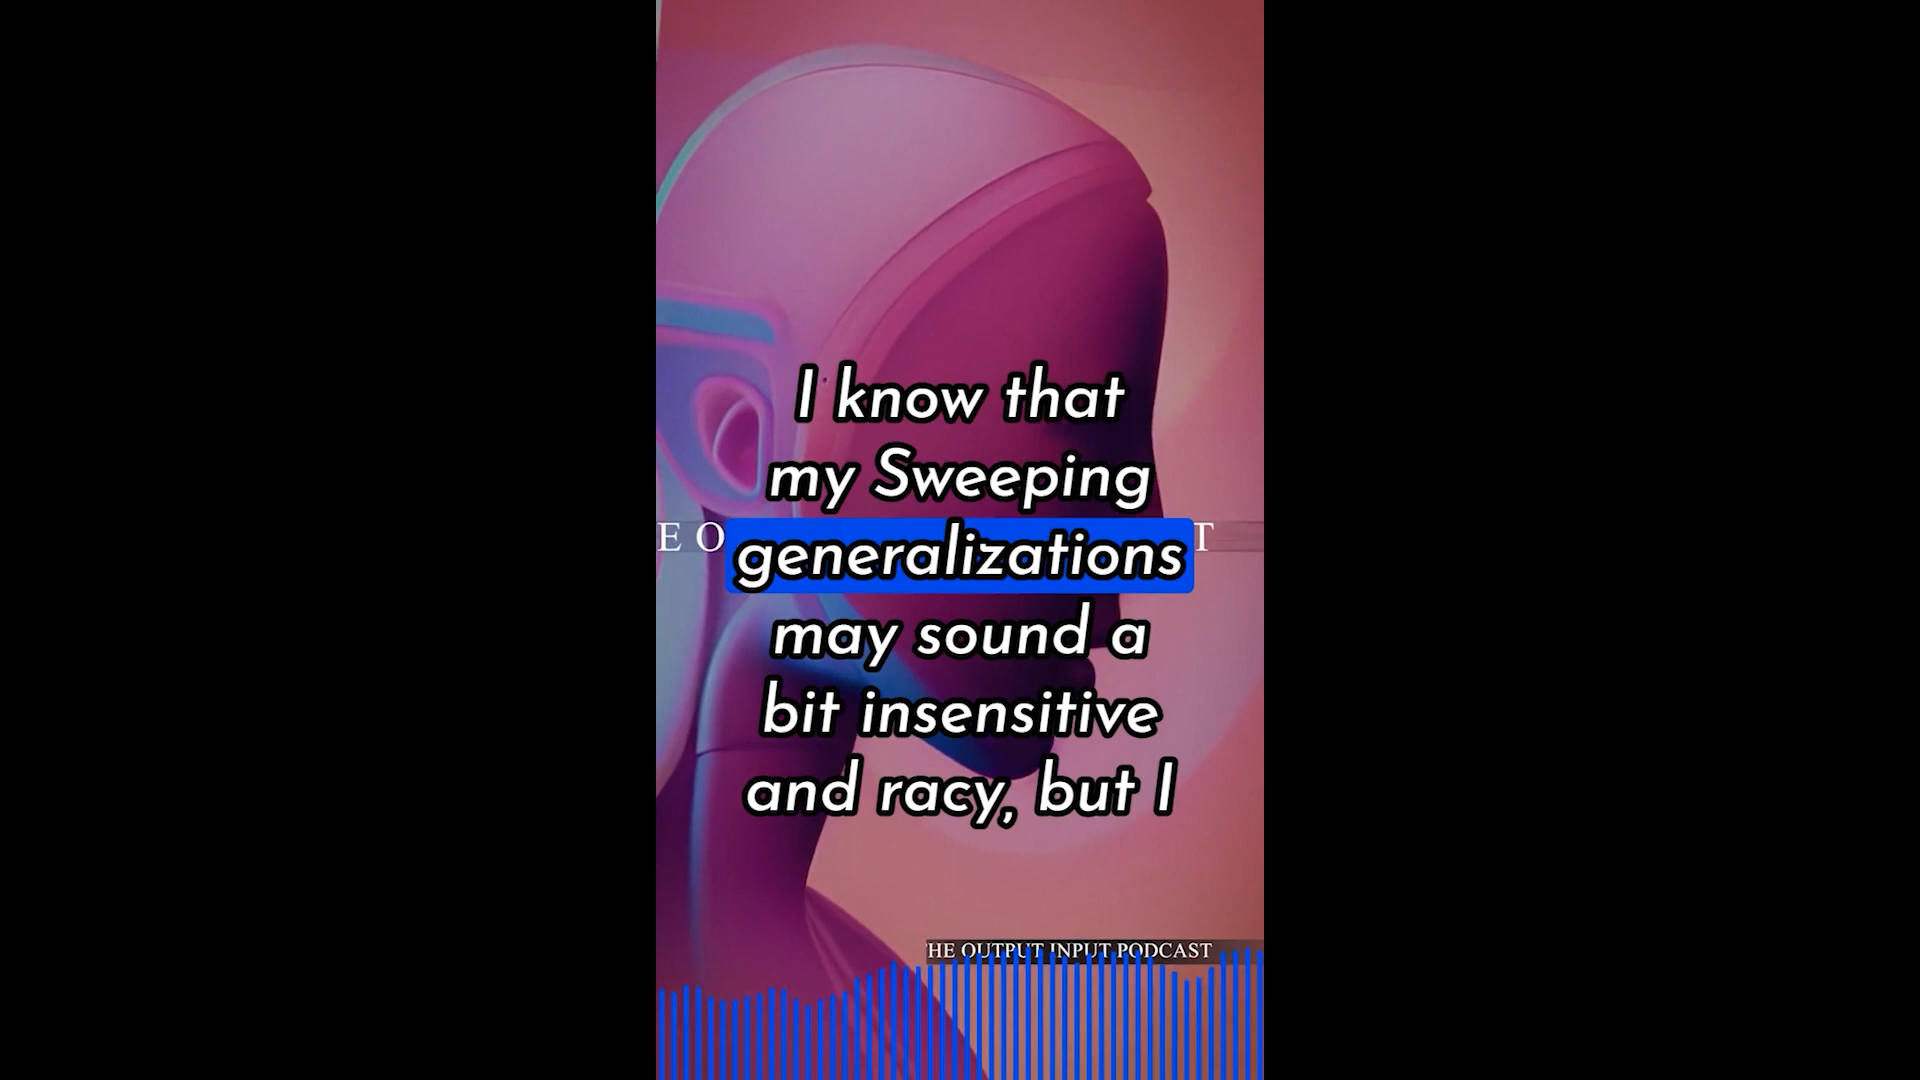 I know that
my Sweeping
E O
generalizations
T
may sound a
bit insensitive
and racy, but I
HE OUTPUT INPUT PODCAST